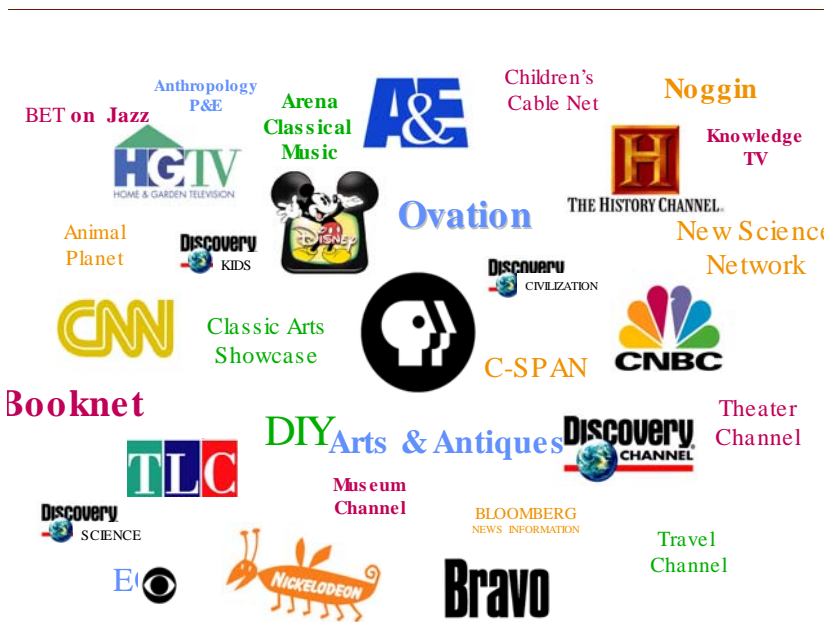 Anthropology
P&E
BET on Jazz
Arena
Classical
Music
A&E
Children's
Cable Net
Noggin
Knowledge
TV
HGTV
HOME & GARDEN TELEVISION
DISNEY
Ovation
H
THE HISTORY CHANNEL.
Animal
Planet
DISCOVERY
KIDS
DISCOVERY
CIVILIZATION
New Science
Network
CNN
Classic Arts
Showcase
C-SPAN
CNBC
Booknet
DIY
Arts & Antiques
DISCOVERY
CHANNEL
Theater
Channel
TLC
Museum
Channel
DISCOVERY
SCIENCE
BLOOMBERG
NEWS INFORMATION
Travel
Channel
NICKELODEON
Bravo